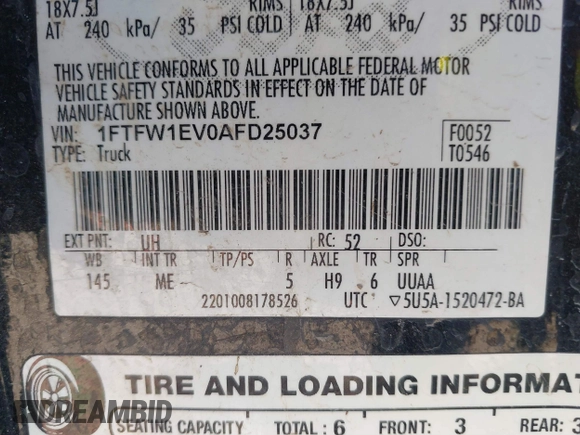 18X7.5J RIMS 18X7.5J RIMS
AT 240 kPa/ 35 PSI COLD AT 240 kPa/ 35 PSI COLD
THIS VEHICLE CONFORMS TO ALL APPLICABLE FEDERAL MOTOR
VEHICLE SAFETY STANDARDS IN EFFECT ON THE DATE OF
MANUFACTURE SHOWN ABOVE.
VIN: 1FTFW1EV0AFD25037 F0052
TYPE: Truck T0546
EXT PNT: UH RC: 52 DSO:
WB INT TR TP/PS R AXLE TR SPR
145 ME 5 H9 6 UUAA
2201008178526 UTC ▽5U5A-1520472-BA
TIRE AND LOADING INFORMAT
SEATING CAPACITY TOTAL: 6 FRONT: 3 REAR: 3
DREAMBID